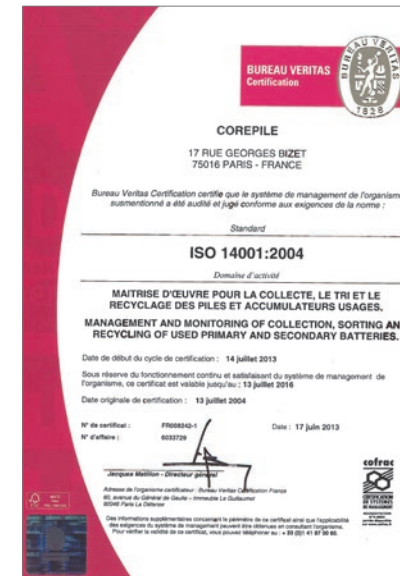 BUREAU VERITAS
Certification
BUREAU VERITAS
1828
COREPILE
17 RUE GEORGES BIZET
75016 PARIS - FRANCE
Bureau Veritas Certification certifie que le système de management de l'organism
susmentionné a été audité et jugé conforme aux exigences de la norme :
Standard
ISO 14001:2004
Domaine d'activité
MAITRISE D'ŒUVRE POUR LA COLLECTE, LE TRI ET LE
RECYCLAGE DES PILES ET ACCUMULATEURS USAGES.
MANAGEMENT AND MONITORING OF COLLECTION, SORTING AN
RECYCLING OF USED PRIMARY AND SECONDARY BATTERIES.
Date de début du cycle de certification : 14 juillet 2013
Sous réserve du fonctionnement continu et satisfaisant du système de management de
l'organisme, ce certificat est valable jusqu'au : 13 juillet 2016
Date originale de certification : 13 juillet 2004
N° de certificat : FR008242-1 Date : 17 juin 2013
N° d'affaire : 6033729
Jacques Matillon - Directeur général
Adresse de l'organisme certificateur : Bureau Veritas Certification France
60, avenue du Général de Gaulle – Immeuble Le Guillaumet
92046 Paris La Défense
Des informations supplémentaires concernant le périmètre de ce certificat ainsi que l'applicabilité
des exigences du système de management peuvent être obtenues en consultant l'organisme.
Pour vérifier la validité de ce certificat, vous pouvez téléphoner au : + 33 (0)1 41 97 00 60.
cofrac
CERTIFICATION
DE SYSTEMES
DE MANAGEMENT